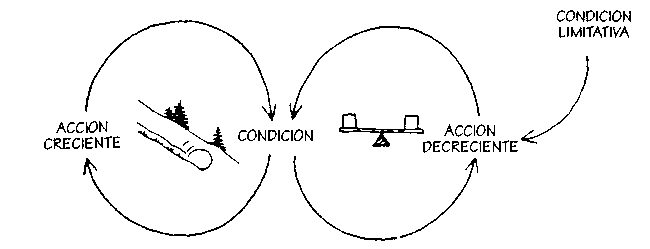 CONDICION
LIMITATIVA
ACCION
CRECIENTE
CONDICION
ACCION
DECRECIENTE